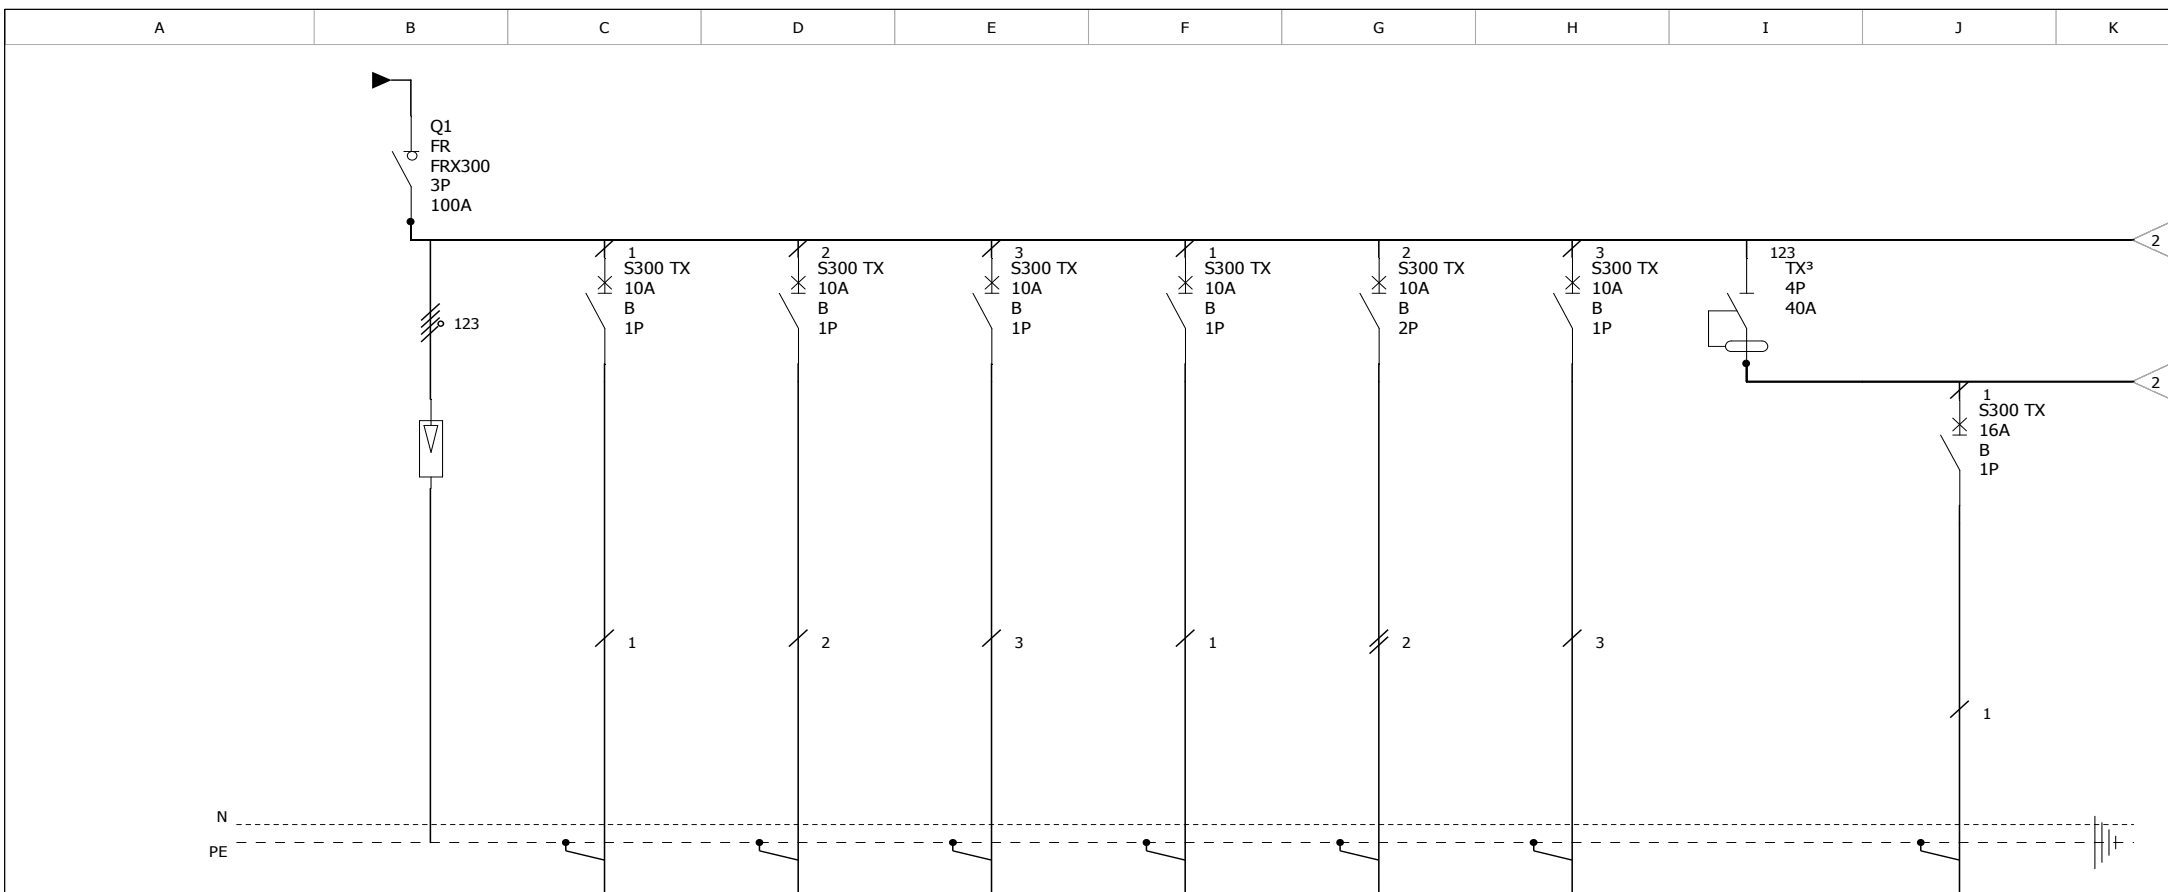 A B C D E F G H I J K
Q1
FR
FRX300
3P
100A
2
1
S300 TX
10A
B
1P
2
S300 TX
10A
B
1P
3
S300 TX
10A
B
1P
1
S300 TX
10A
B
1P
2
S300 TX
10A
B
2P
3
S300 TX
10A
B
1P
123
TX³
4P
40A
123
2
1
S300 TX
16A
B
1P
1
2
3
1
2
3
1
N
PE